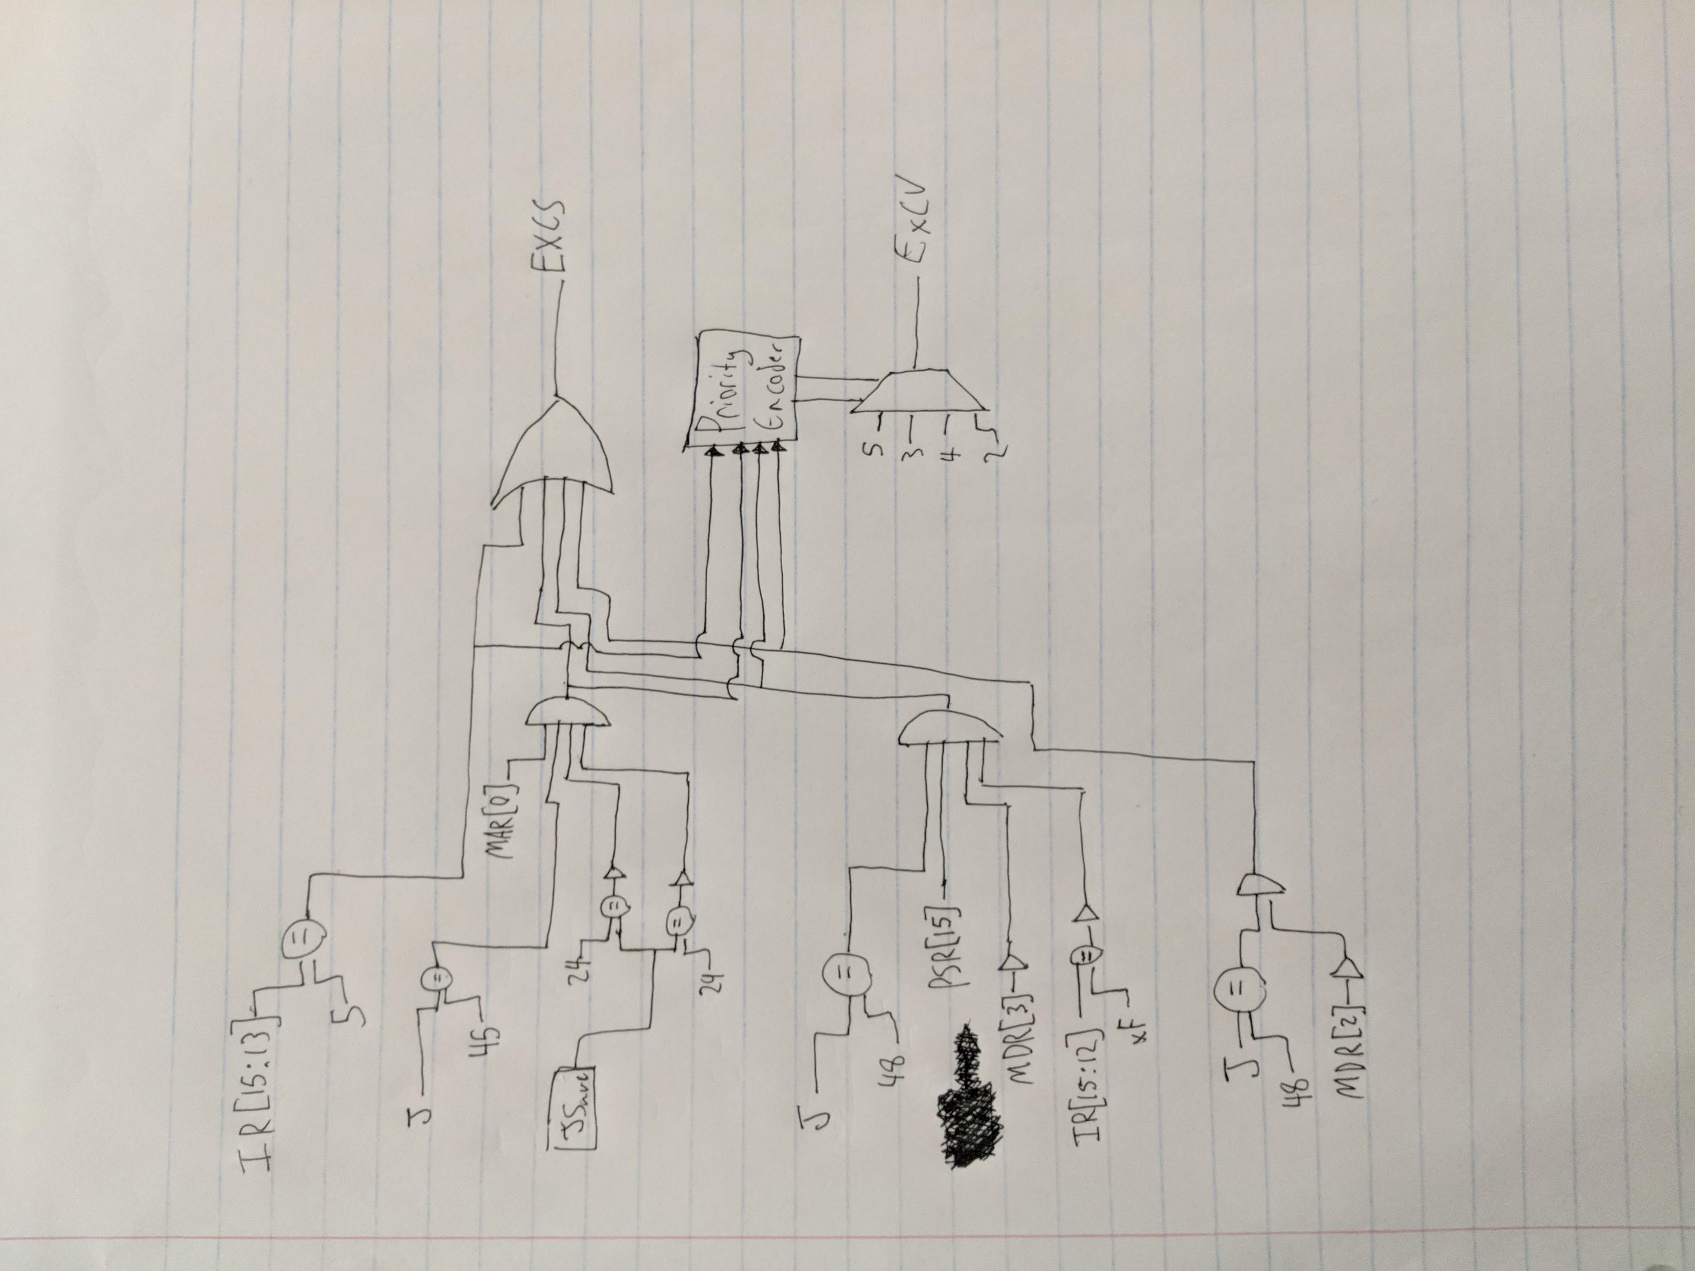 IR[15:13]
5
J
45
MAR[0]
24
24
JSave
J
48
PSR[15]
MDR[3]
IR[15:12]
xF
J
48
MDR[2]
EXCS
Priority
Encoder
5
3
4
2
ExCV